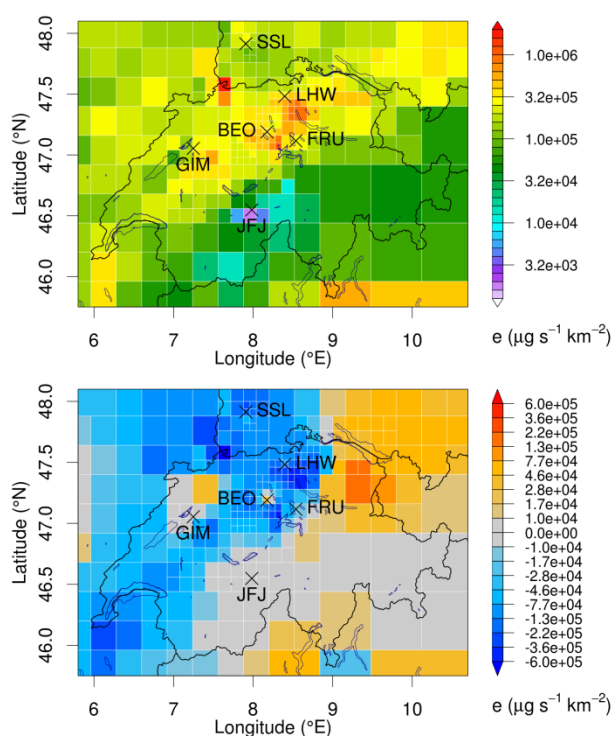 48.0
47.5
47.0
46.5
46.0
Latitude (°N)
SSL
LHW
BEO
FRU
GIM
JFJ
6 7 8 9 10
Longitude (°E)
1.0e+06
3.2e+05
1.0e+05
3.2e+04
1.0e+04
3.2e+03
e (μg s⁻¹ km⁻²)
48.0
47.5
47.0
46.5
46.0
Latitude (°N)
SSL
LHW
BEO
FRU
GIM
JFJ
6 7 8 9 10
Longitude (°E)
6.0e+05
3.6e+05
2.2e+05
1.3e+05
7.7e+04
4.6e+04
2.8e+04
1.7e+04
1.0e+04
0.0e+00
-1.0e+04
-1.7e+04
-2.8e+04
-4.6e+04
-7.7e+04
-1.3e+05
-2.2e+05
-3.6e+05
-6.0e+05
e (μg s⁻¹ km⁻²)